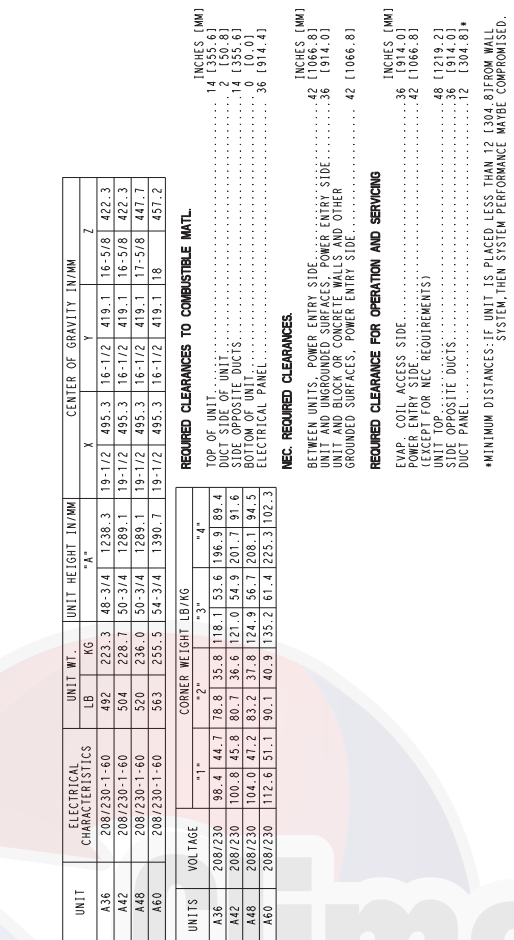 UNIT ELECTRICAL CHARACTERISTICS UNIT WT. UNIT HEIGHT IN/MM CENTER OF GRAVITY IN/MM
LB KG "A" X Y Z
A36 208/230-1-60 492 223.3 48-3/4 1238.3 19-1/2 495.3 16-1/2 419.1 16-5/8 422.3
A42 208/230-1-60 504 228.7 50-3/4 1289.1 19-1/2 495.3 16-1/2 419.1 16-5/8 422.3
A48 208/230-1-60 520 236.0 50-3/4 1289.1 19-1/2 495.3 16-1/2 419.1 17-5/8 447.7
A60 208/230-1-60 563 255.5 54-3/4 1390.7 19-1/2 495.3 16-1/2 419.1 18 457.2
UNITS VOLTAGE CORNER WEIGHT LB/KG
"1" "2" "3" "4"
A36 208/230 98.4 44.7 78.8 35.8 118.1 53.6 196.9 89.4
A42 208/230 100.8 45.8 80.7 36.6 121.0 54.9 201.7 91.6
A48 208/230 104.0 47.2 83.2 37.8 124.9 56.7 208.1 94.5
A60 208/230 112.6 51.1 90.1 40.9 135.2 61.4 225.3 102.3
REQUIRED CLEARANCES TO COMBUSTIBLE MATL.
INCHES [MM]
TOP OF UNIT 14 [355.6]
DUCT SIDE OF UNIT 2 [50.8]
SIDE OPPOSITE DUCTS 14 [355.6]
BOTTOM OF UNIT 0 [0.0]
ELECTRICAL PANEL 36 [914.4]
NEC. REQUIRED CLEARANCES.
INCHES [MM]
BETWEEN UNITS, POWER ENTRY SIDE 42 [1066.8]
UNIT AND UNGROUNDED SURFACES, POWER ENTRY SIDE 36 [914.0]
UNIT AND BLOCK OR CONCRETE WALLS AND OTHER
GROUNDED SURFACES, POWER ENTRY SIDE 42 [1066.8]
REQUIRED CLEARANCE FOR OPERATION AND SERVICING
INCHES [MM]
EVAP. COIL ACCESS SIDE 36 [914.0]
POWER ENTRY SIDE 42 [1066.8]
(EXCEPT FOR NEC REQUIREMENTS)
UNIT TOP 48 [1219.2]
SIDE OPPOSITE DUCTS 36 [914.0]
DUCT PANEL 12 [304.8]*
*MINIMUM DISTANCES:IF UNIT IS PLACED LESS THAN 12 [304.8]FROM WALL
SYSTEM,THEN SYSTEM PERFORMANCE MAYBE COMPROMISED.